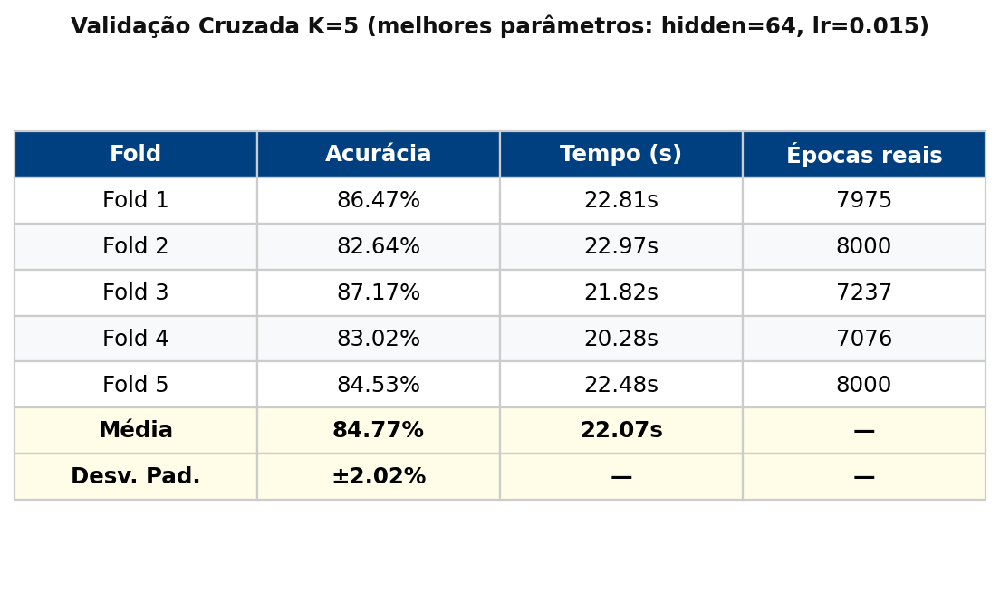 Validação Cruzada K=5 (melhores parâmetros: hidden=64, lr=0.015)
Fold Acurácia Tempo (s) Épocas reais
Fold 1 86.47% 22.81s 7975
Fold 2 82.64% 22.97s 8000
Fold 3 87.17% 21.82s 7237
Fold 4 83.02% 20.28s 7076
Fold 5 84.53% 22.48s 8000
Média 84.77% 22.07s —
Desv. Pad. ±2.02% — —